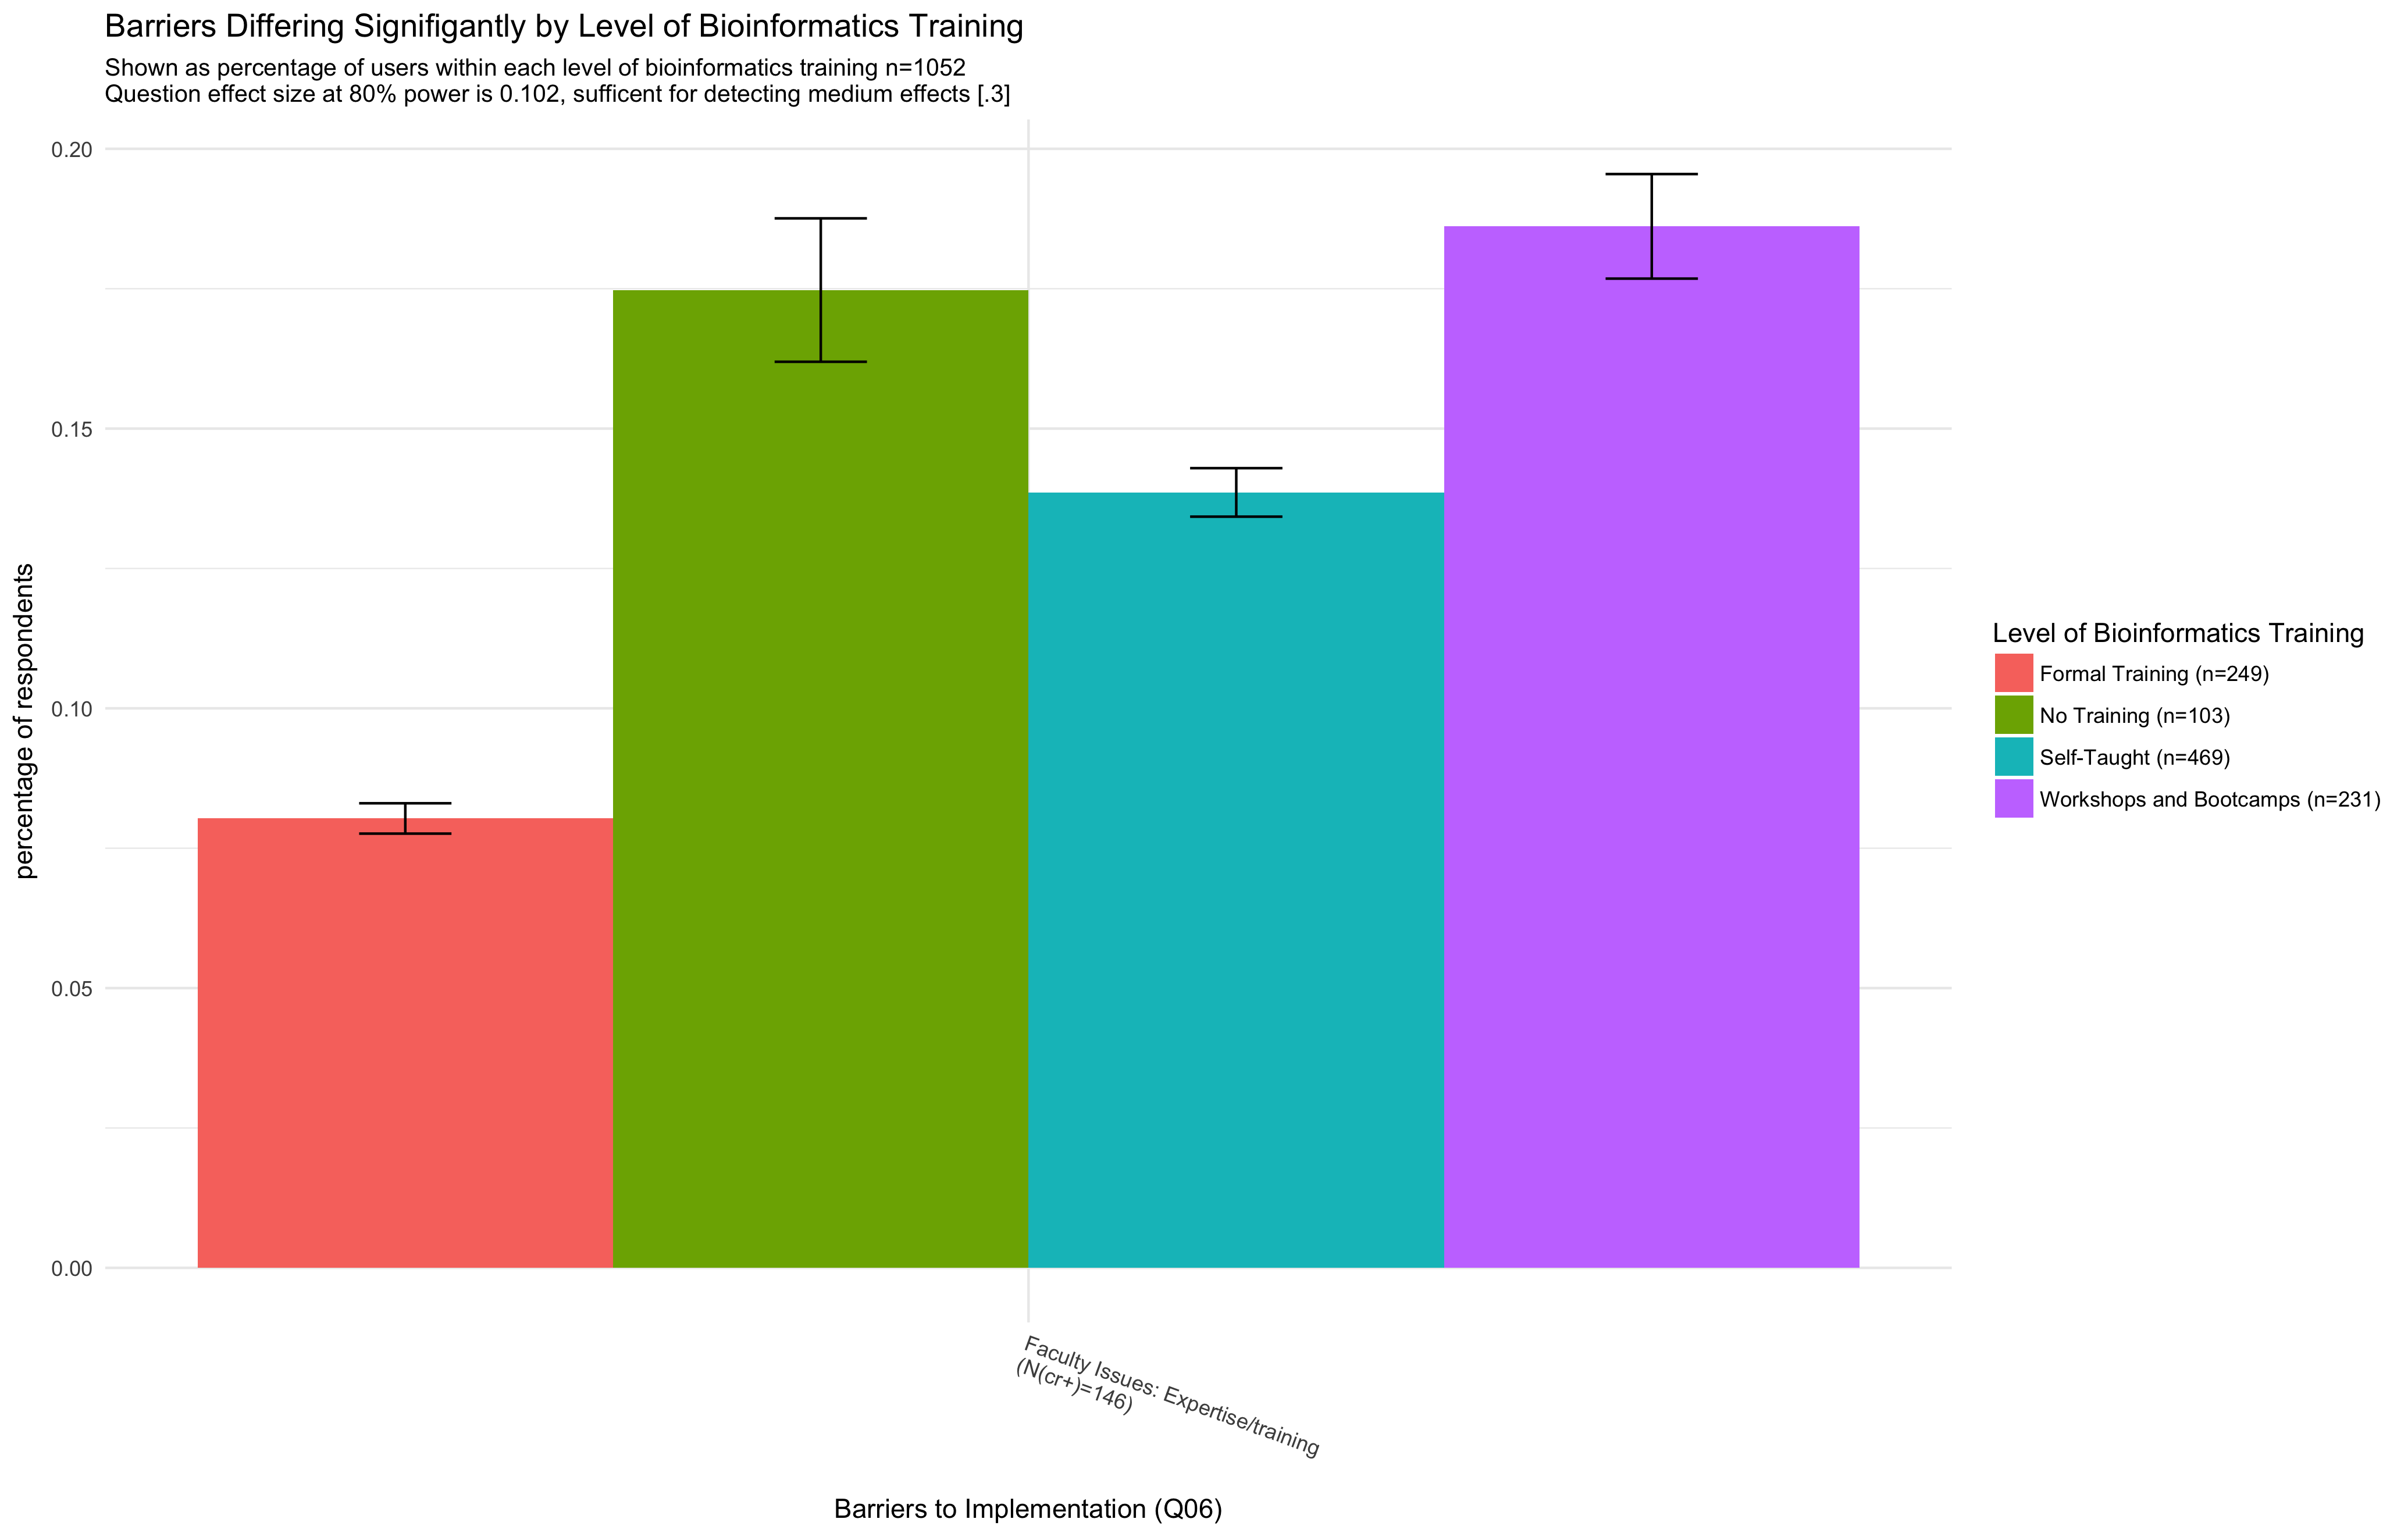 Barriers Differing Signifigantly by Level of Bioinformatics Training
Shown as percentage of users within each level of bioinformatics training n=1052
Question effect size at 80% power is 0.102, sufficent for detecting medium effects [.3]
percentage of respondents
0.20
0.15
0.10
0.05
0.00
Faculty Issues: Expertise/training
(N(cr+)=146)
Barriers to Implementation (Q06)
Level of Bioinformatics Training
Formal Training (n=249)
No Training (n=103)
Self-Taught (n=469)
Workshops and Bootcamps (n=231)